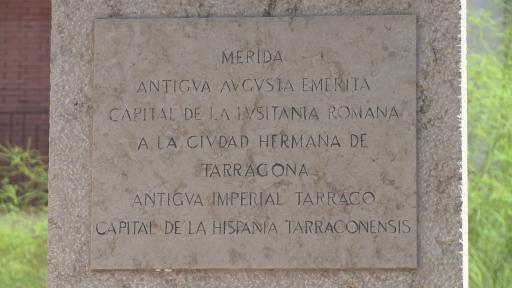 MERIDA
ANTIGVA AVGVSTA EMERITA
CAPITAL DE LA LVSITANIA ROMANA
A LA CIVDAD HERMANA DE
TARRAGONA
ANTIGVA IMPERIAL TARRACO
CAPITAL DE LA HISPANIA TARRACONENSIS